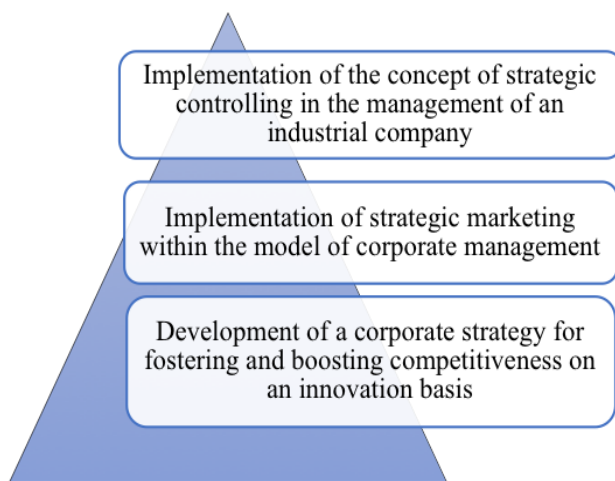 Implementation of the concept of strategic
controlling in the management of an
industrial company
Implementation of strategic marketing
within the model of corporate management
Development of a corporate strategy for
fostering and boosting competitiveness on
an innovation basis